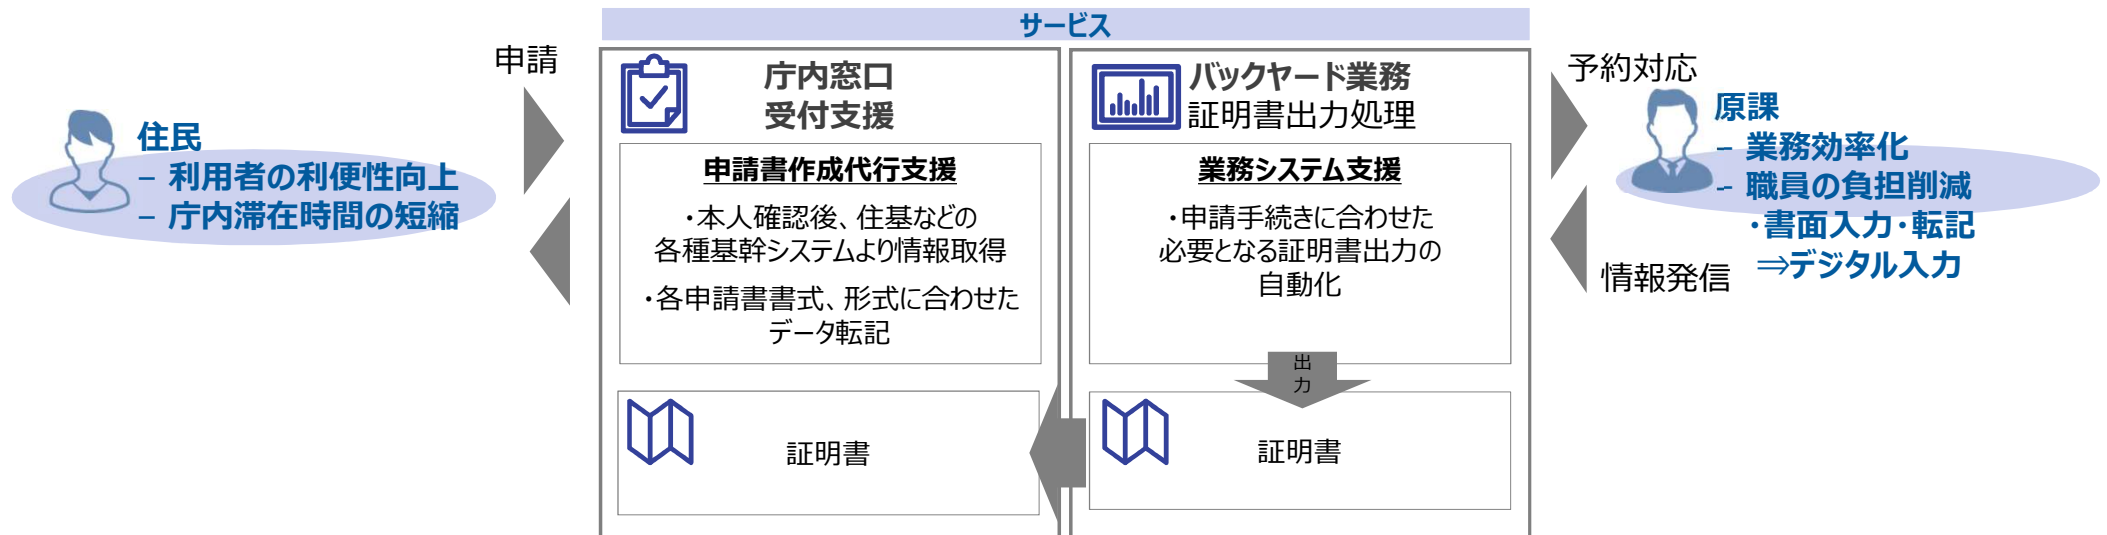 サービス
申請
住民
– 利用者の利便性向上
– 庁内滞在時間の短縮
庁内窓口
受付支援
申請書作成代行支援
・本人確認後、住基などの
各種基幹システムより情報取得
・各申請書書式、形式に合わせた
データ転記
証明書
バックヤード業務
証明書出力処理
業務システム支援
・申請手続きに合わせた
必要となる証明書出力の
自動化
出
力
証明書
予約対応
原課
– 業務効率化
– 職員の負担削減
・書面入力・転記
⇒デジタル入力
情報発信